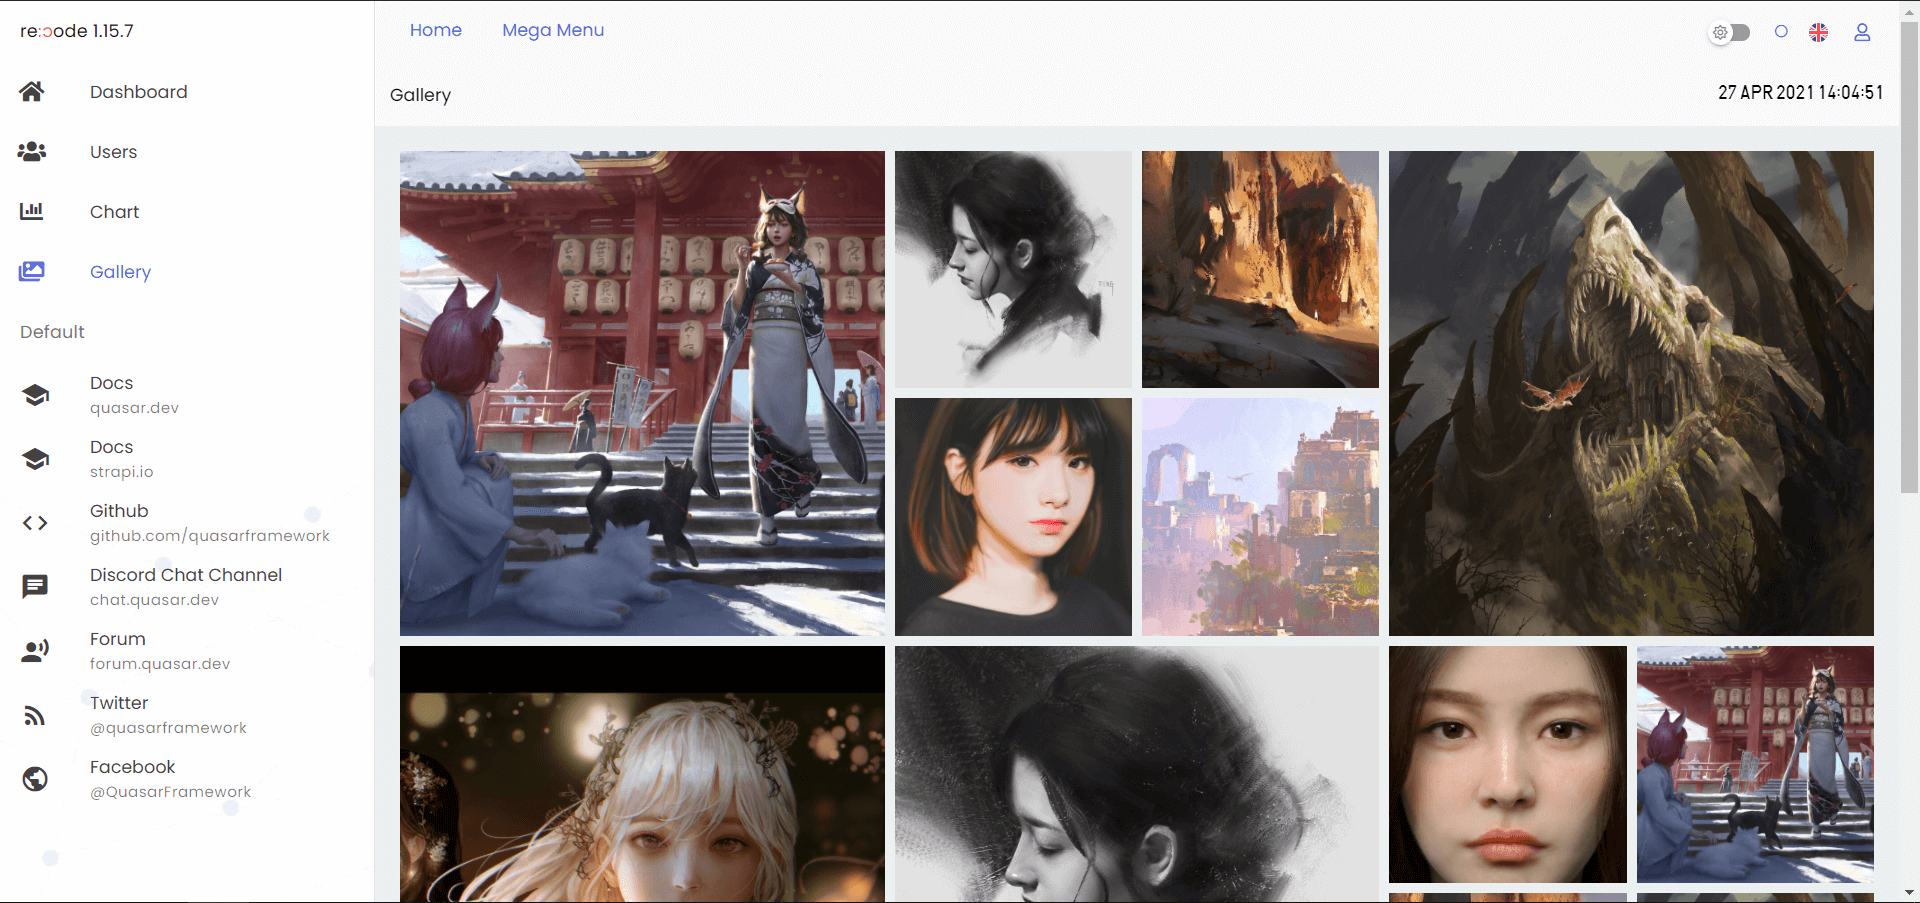 re:code 1.15.7
Home
Mega Menu
Dashboard
Gallery
27 APR 2021 14:04:51
Users
Chart
Gallery
Default
Docs
quasar.dev
Docs
strapi.io
Github
github.com/quasarframework
Discord Chat Channel
chat.quasar.dev
Forum
forum.quasar.dev
Twitter
@quasarframework
Facebook
@QuasarFramework